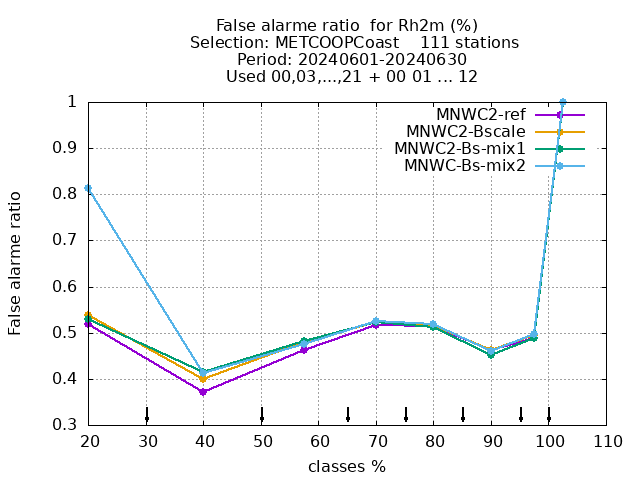 False alarme ratio  for Rh2m (%)
Selection: METCOOPCoast    111 stations
Period: 20240601-20240630
Used 00,03,...,21 + 00 01 ... 12
MNWC2-ref
MNWC2-Bscale
MNWC2-Bs-mix1
MNWC-Bs-mix2
False alarme ratio
1
0.9
0.8
0.7
0.6
0.5
0.4
0.3
20 30 40 50 60 70 80 90 100 110
classes %